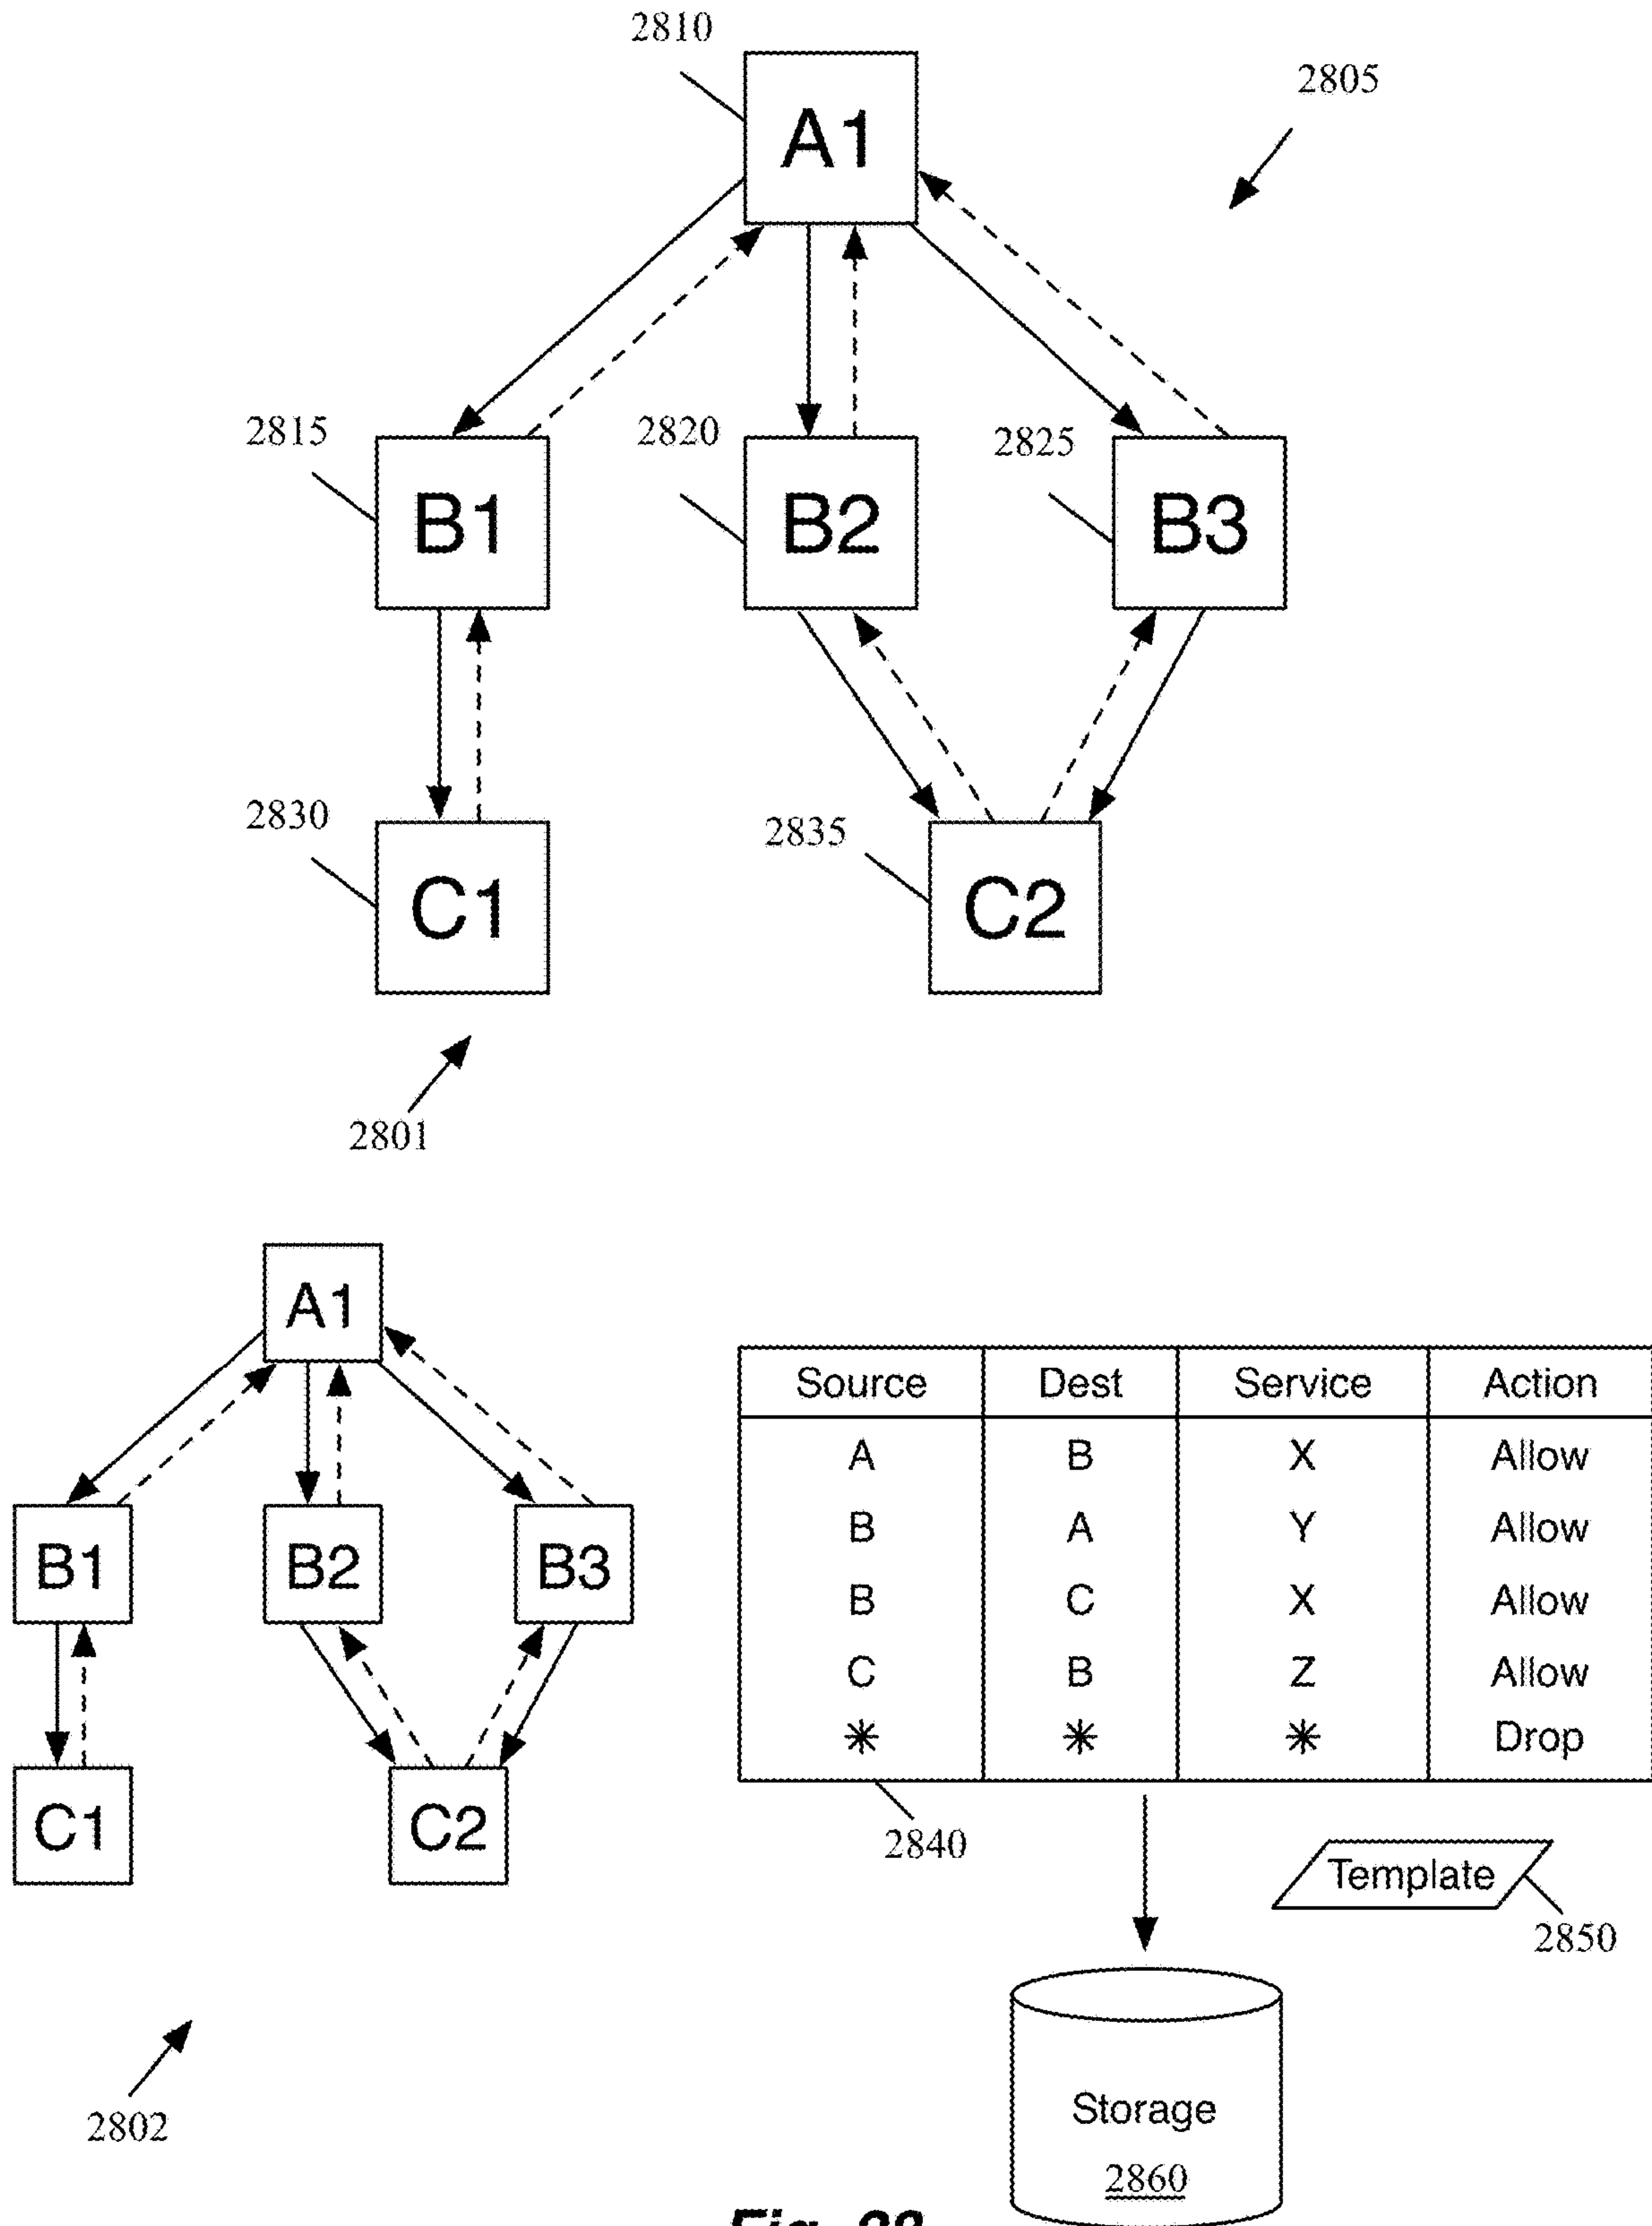 2810
2805
A1
2815
2820
2825
B1
B2
B3
2830
2835
C1
C2
2801
A1
B1
B2
B3
C1
C2
2802
Source Dest Service Action
A B X Allow
B A Y Allow
B C X Allow
C B Z Allow
* * * Drop
2840
Template
2850
Storage
2860
Fig.